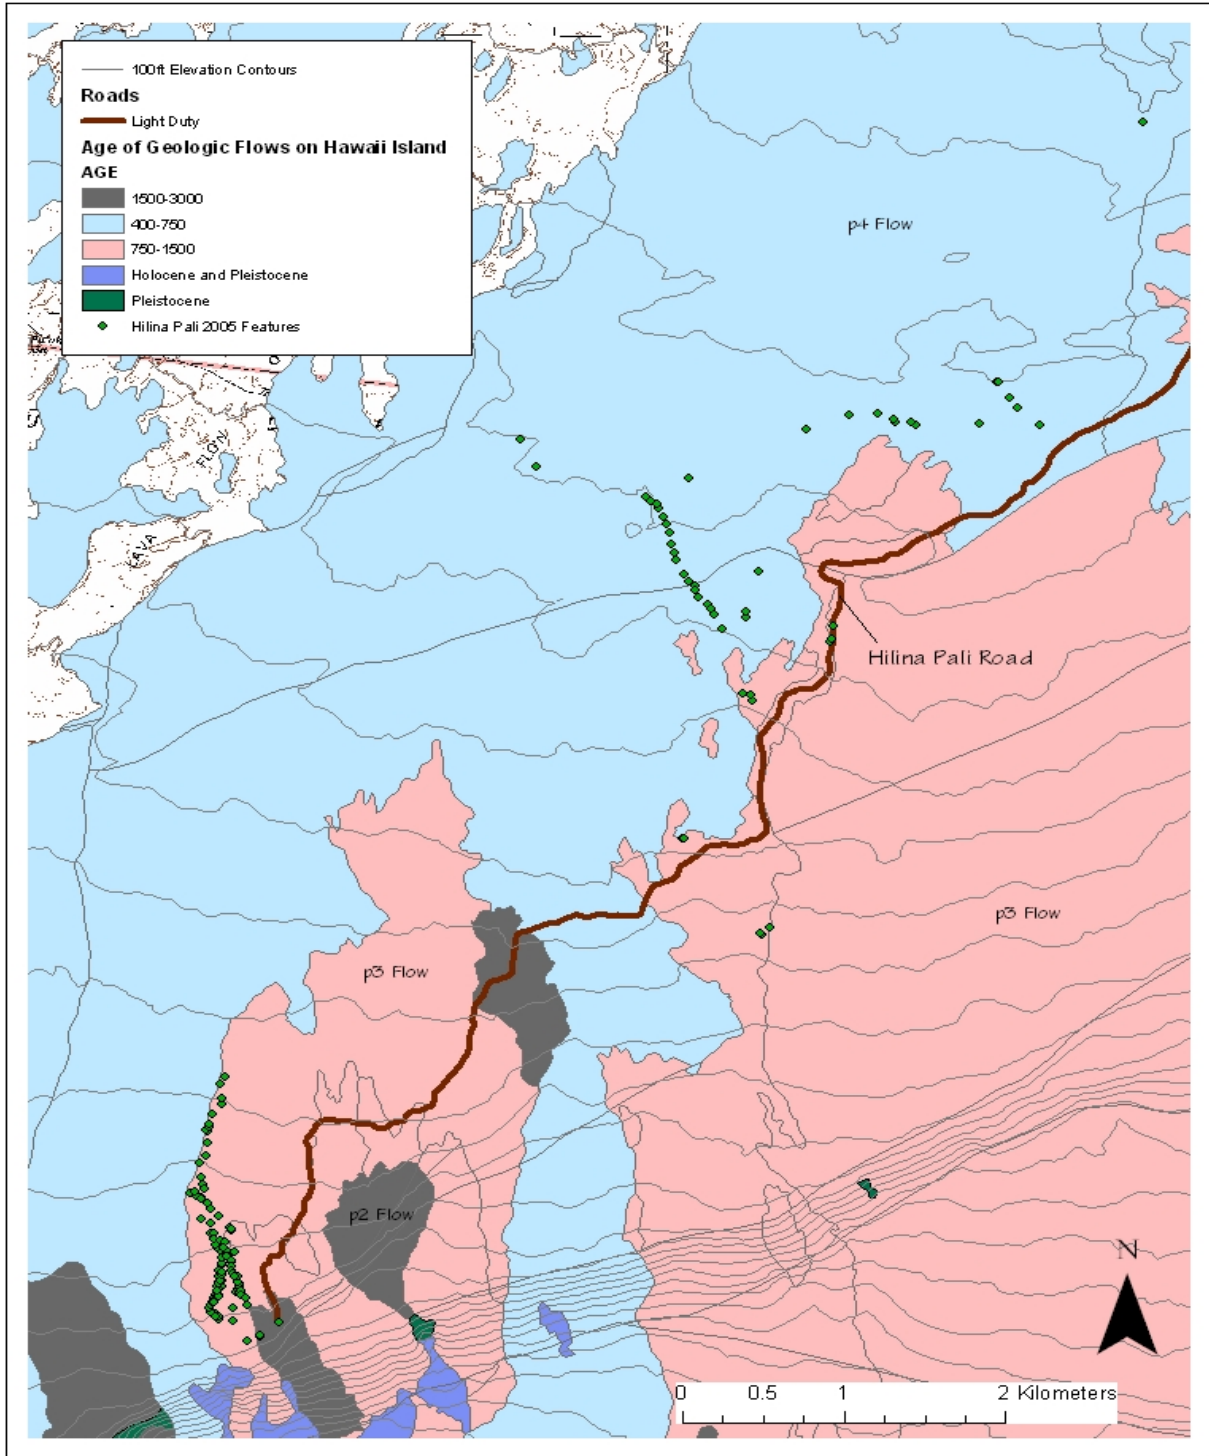 100ft Elevation Contours
Roads
Light Duty
Age of Geologic Flows on Hawaii Island
AGE
1500-3000
400-750
750-1500
Holocene and Pleistocene
Pleistocene
Hilina Pali 2005 Features
p4 Flow
FLOW
LAVA
Hilina Pali Road
p3 Flow
p3 Flow
p2 Flow
N
0 0.5 1 2 Kilometers